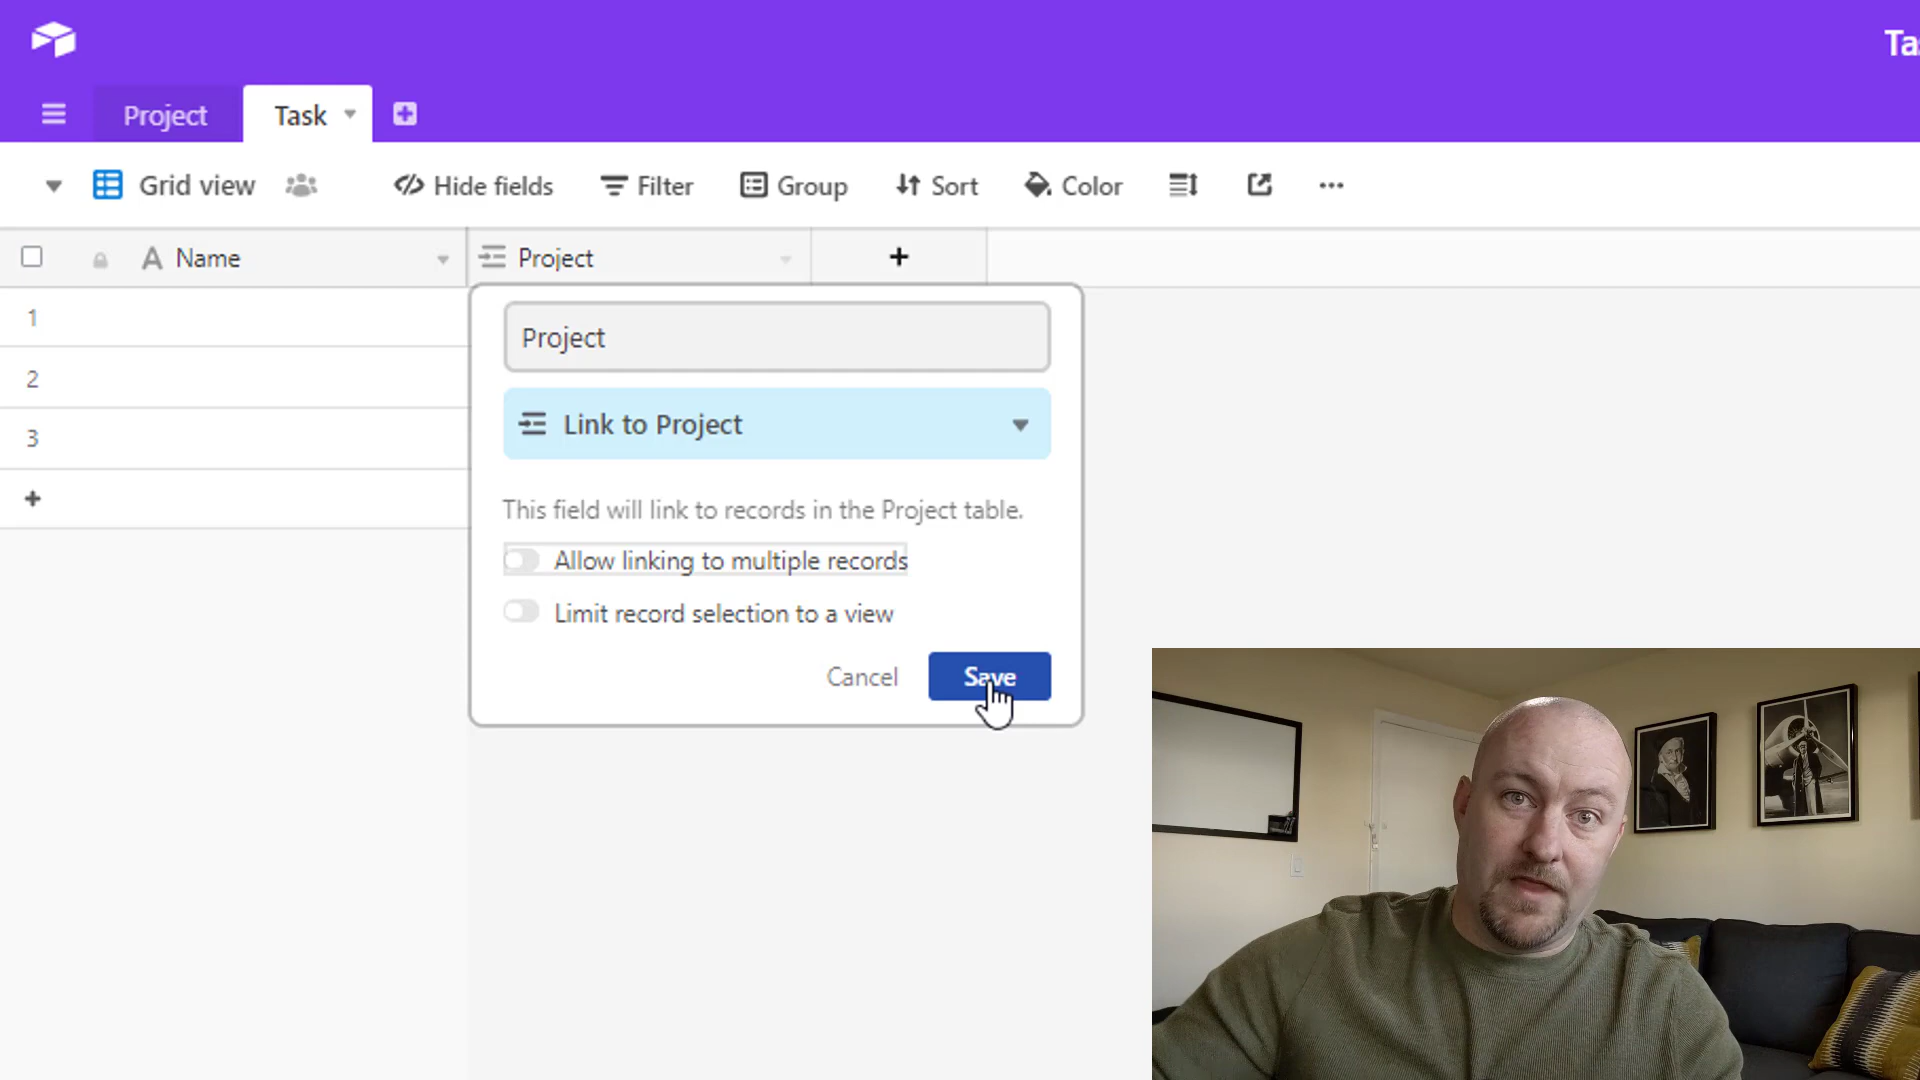 Ta
Project
Task
Grid view
Hide fields
Filter
Group
Sort
Color
Name
Project
1
2
3
Project
Link to Project
This field will link to records in the Project table.
Allow linking to multiple records
Limit record selection to a view
Cancel
Save